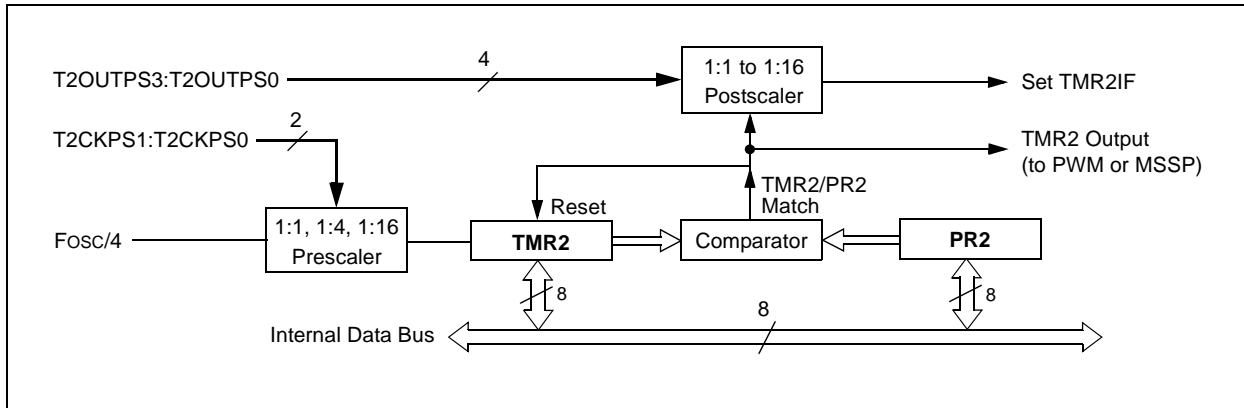 4
T2OUTPS3:T2OUTPS0
1:1 to 1:16
Postscaler
Set TMR2IF
2
T2CKPS1:T2CKPS0
TMR2 Output
(to PWM or MSSP)
TMR2/PR2
Match
Reset
1:1, 1:4, 1:16
Prescaler
FOSC/4
TMR2
Comparator
PR2
8
8
8
Internal Data Bus